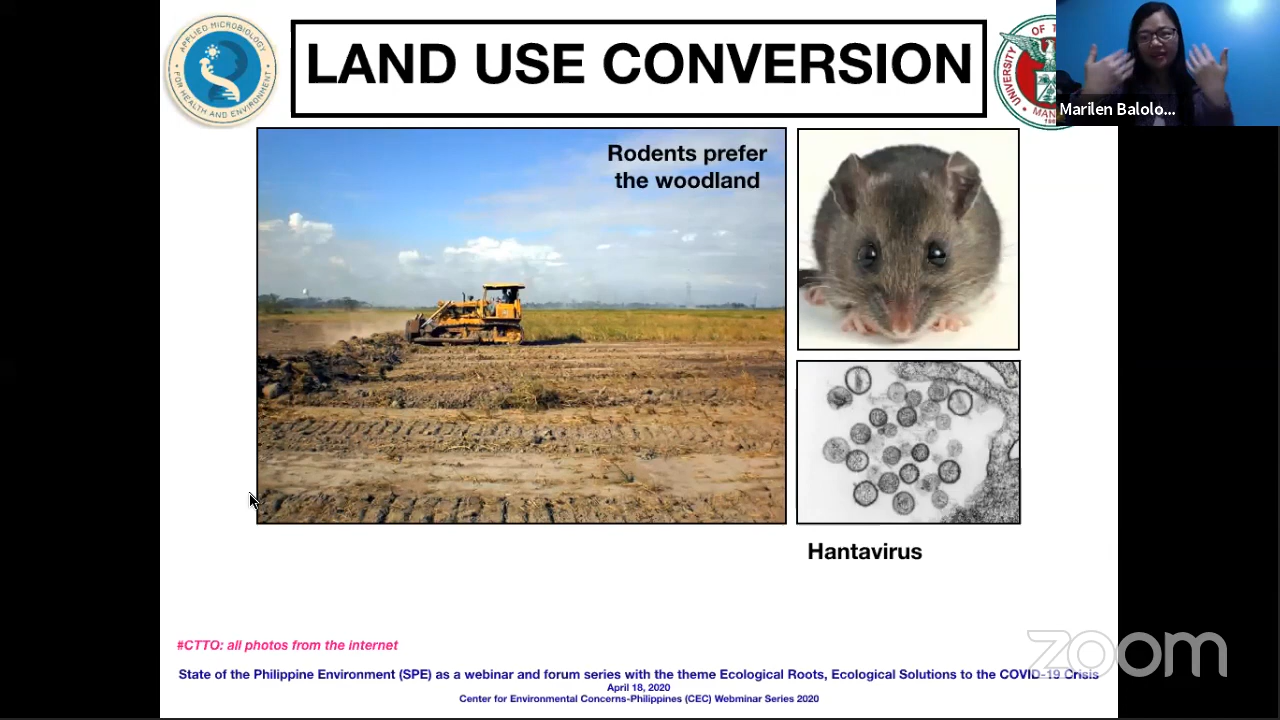 APPLIED MICROBIOLOGY
FOR HEALTH AND ENVIRONMENT
LAND USE CONVERSION
UNIVERSITY OF
Marilen Balolo...
Rodents prefer
the woodland
Hantavirus
#CTTO: all photos from the internet
zoom
State of the Philippine Environment (SPE) as a webinar and forum series with the theme Ecological Roots, Ecological Solutions to the COVID-19 Crisis
April 18, 2020
Center for Environmental Concerns-Philippines (CEC) Webminar Series 2020